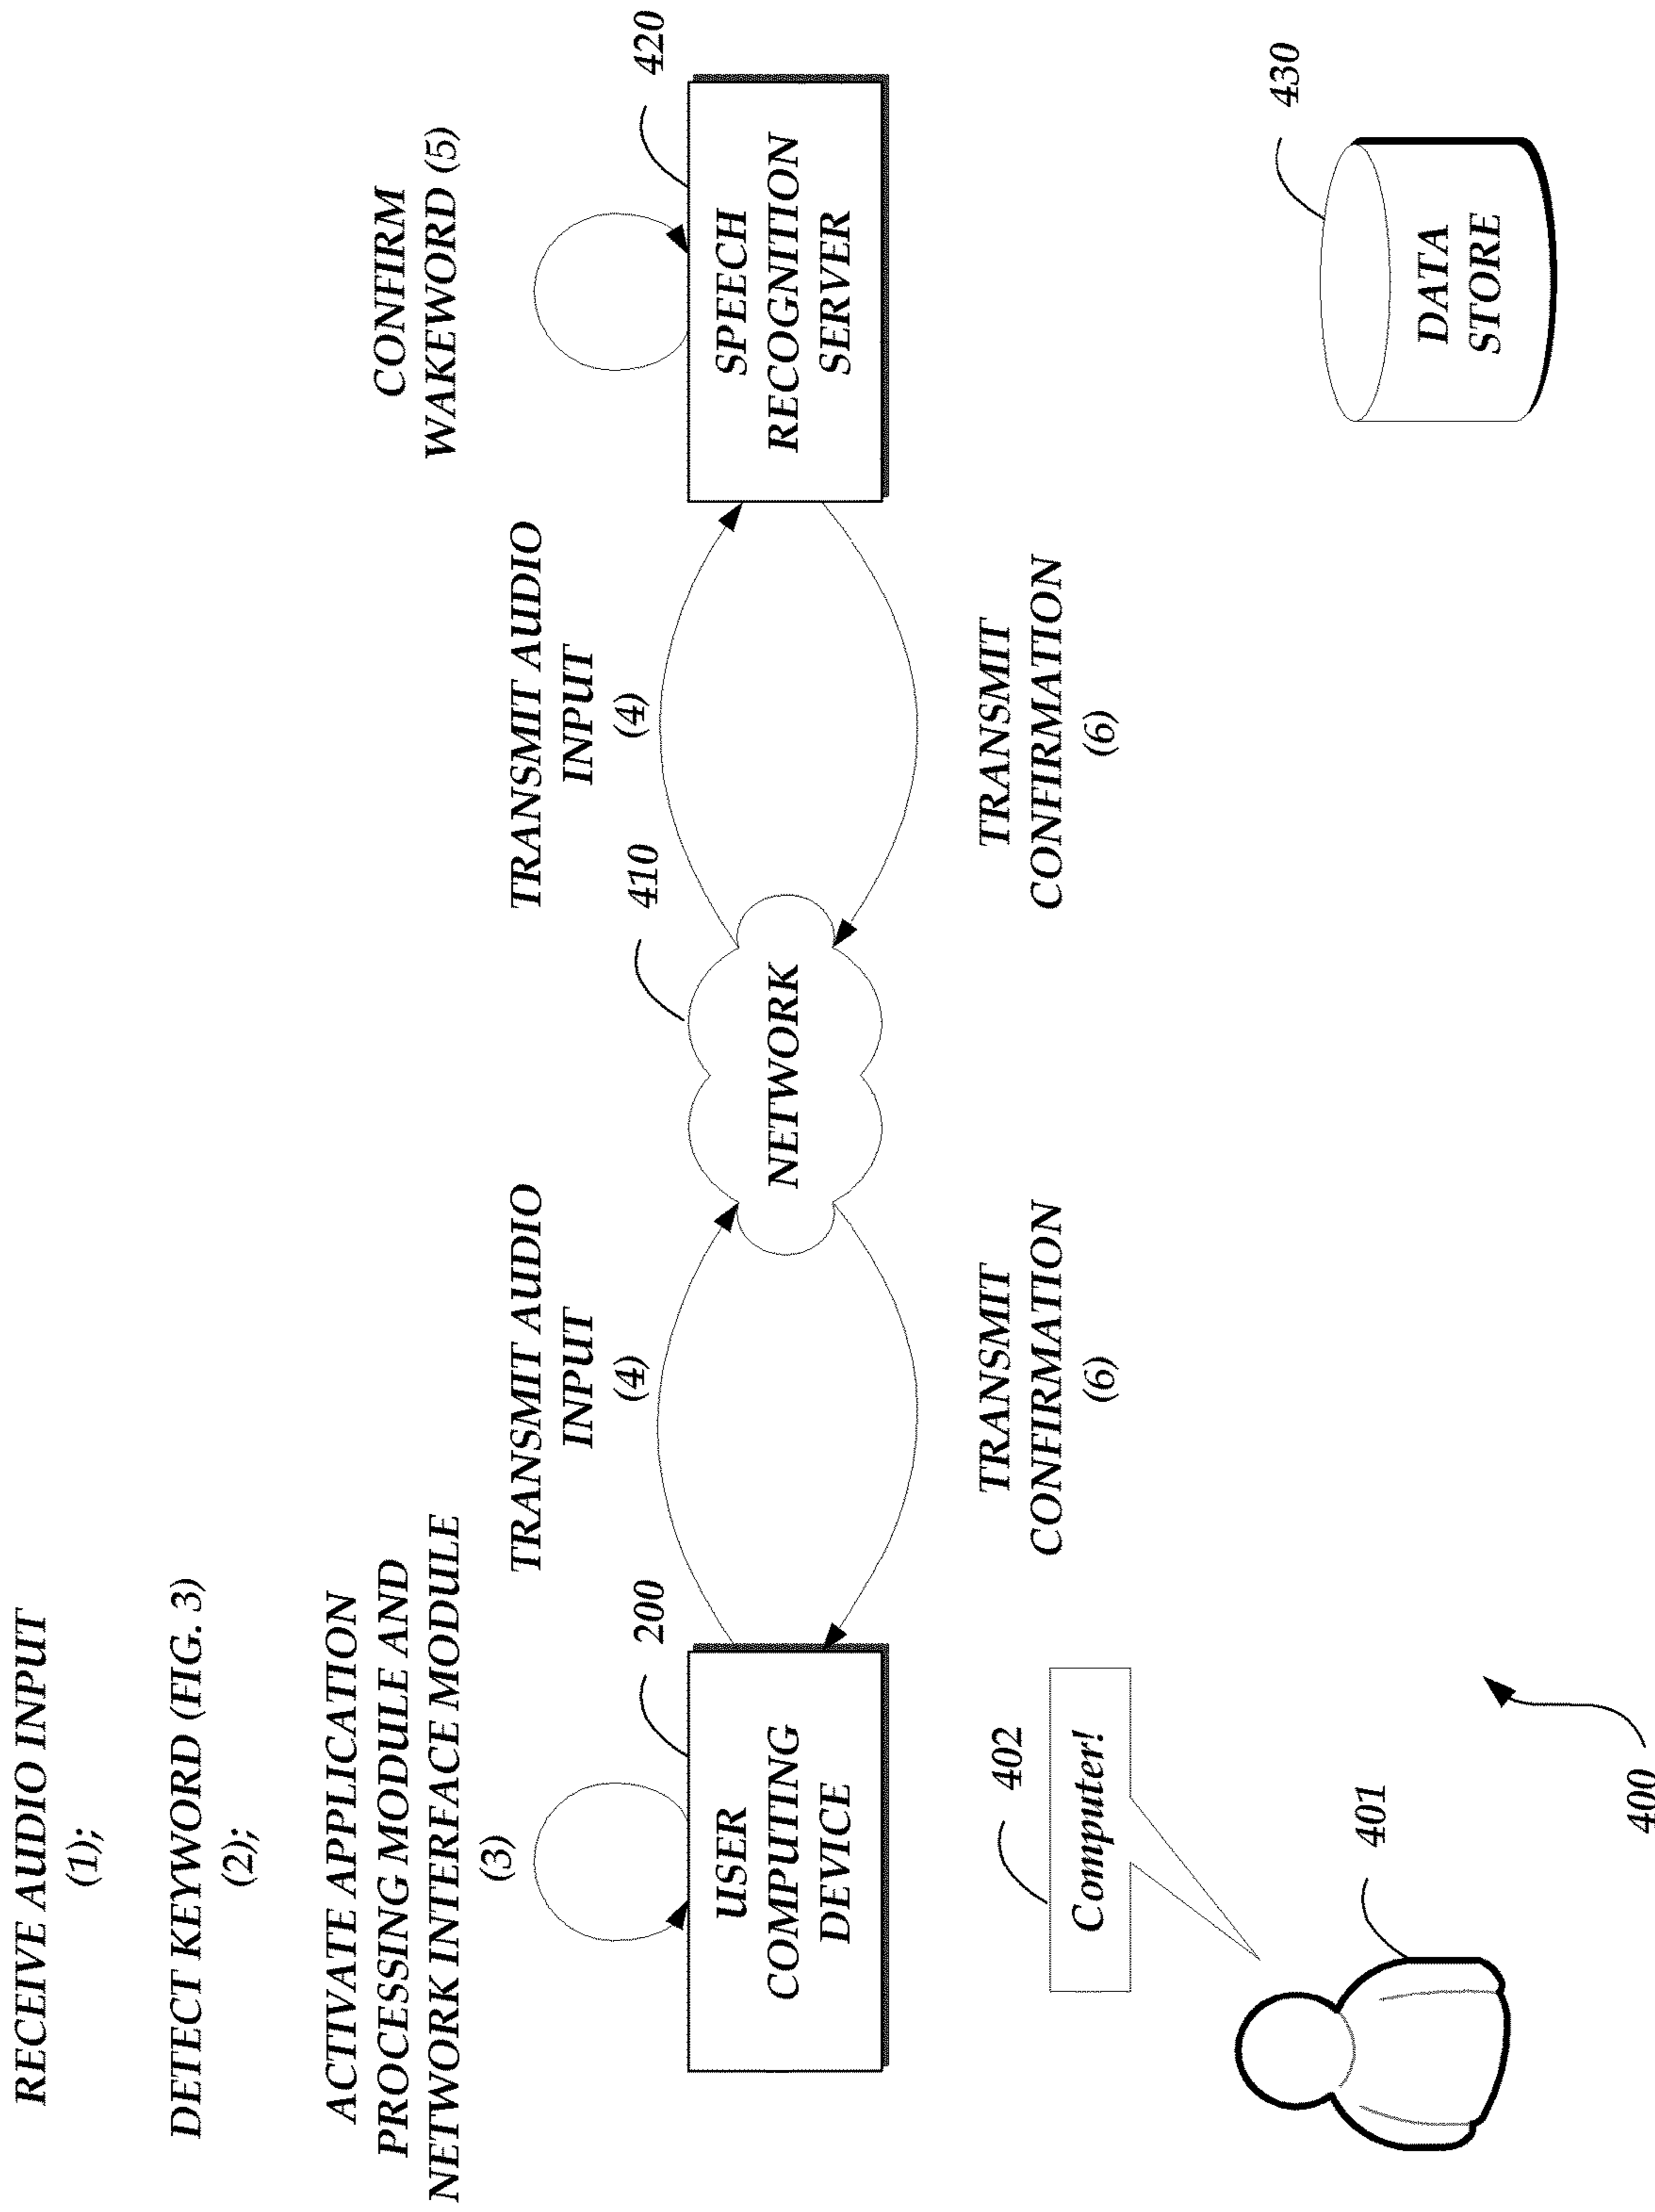 RECEIVE AUDIO INPUT
(1);
DETECT KEYWORD (FIG. 3)
(2);
ACTIVATE APPLICATION
PROCESSING MODULE AND
NETWORK INTERFACE MODULE
(3)
CONFIRM
WAKEWORD (5)
TRANSMIT AUDIO
INPUT
(4)
TRANSMIT AUDIO
INPUT
(4)
200
410
420
USER
COMPUTING
DEVICE
NETWORK
SPEECH
RECOGNITION
SERVER
TRANSMIT
CONFIRMATION
(6)
TRANSMIT
CONFIRMATION
(6)
402
Computer!
401
430
DATA
STORE
400